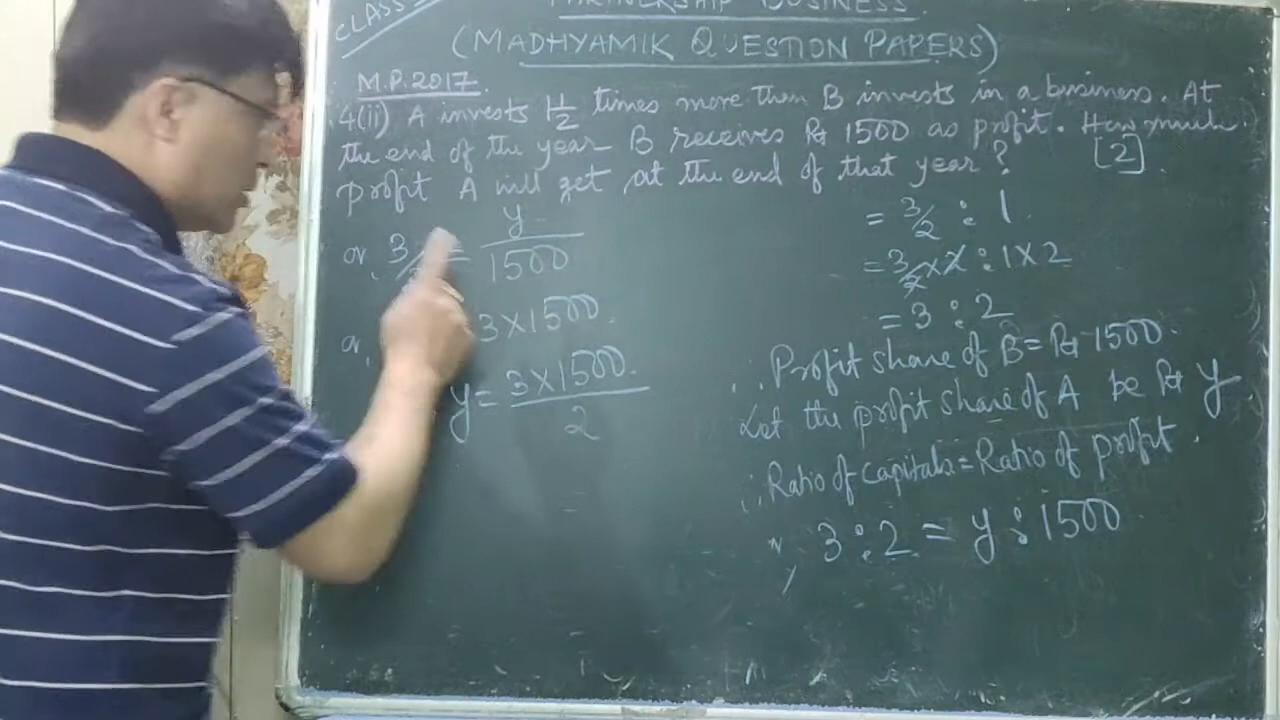 CLASS
PARTNERSHIP BUSINESS.
(MADHYAMIK QUESTION PAPERS)
M.P. 2017
4(ii) A invests 1½ times more than B invests in a business. At
the end of the year B receives Rs 1500 as profit. How much
profit A will get at the end of that year? [2]
or, 3/ = y/1500
or, 3×1500.
y = 3×1500/2
= 3/2 : 1
= 3/2 × 2 : 1×2
= 3 : 2
∴ Profit share of B = Rs 1500.
Let the profit share of A be Rs y
∴ Ratio of capitals = Ratio of profit.
3 : 2 = y : 1500